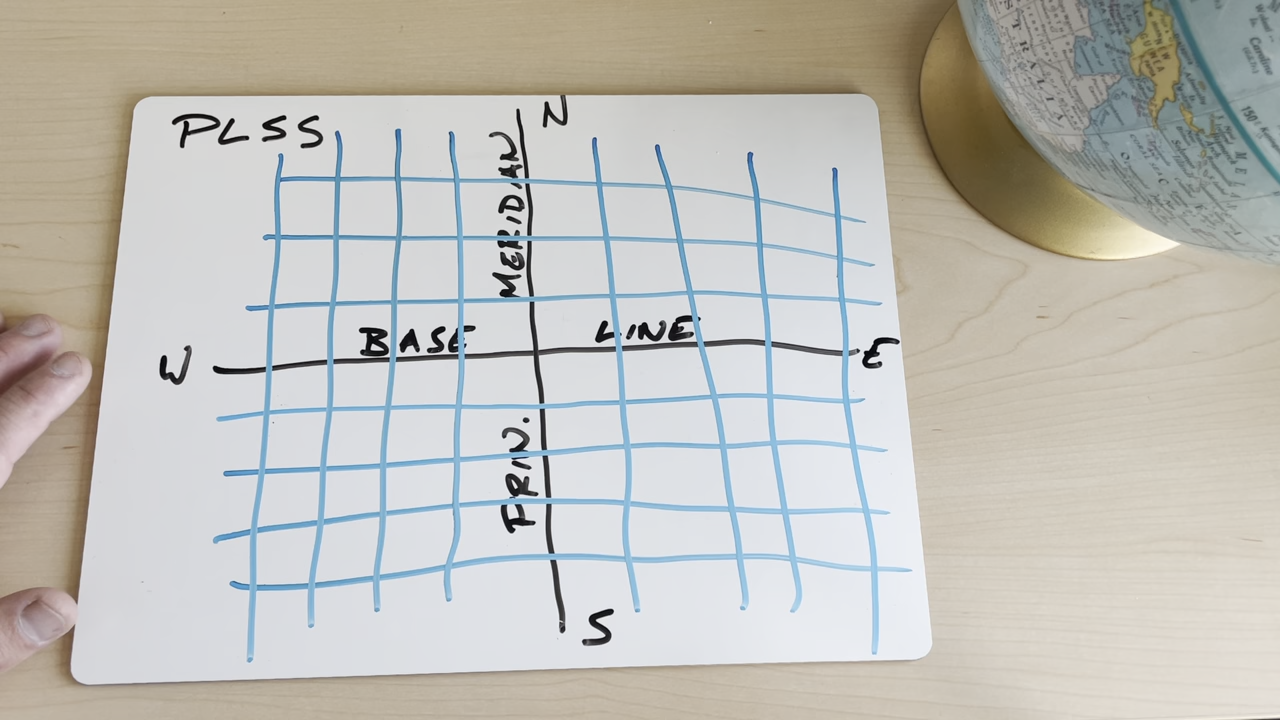 PLSS
N
MERIDIAN
BASE LINE
W
E
PRIN.
S